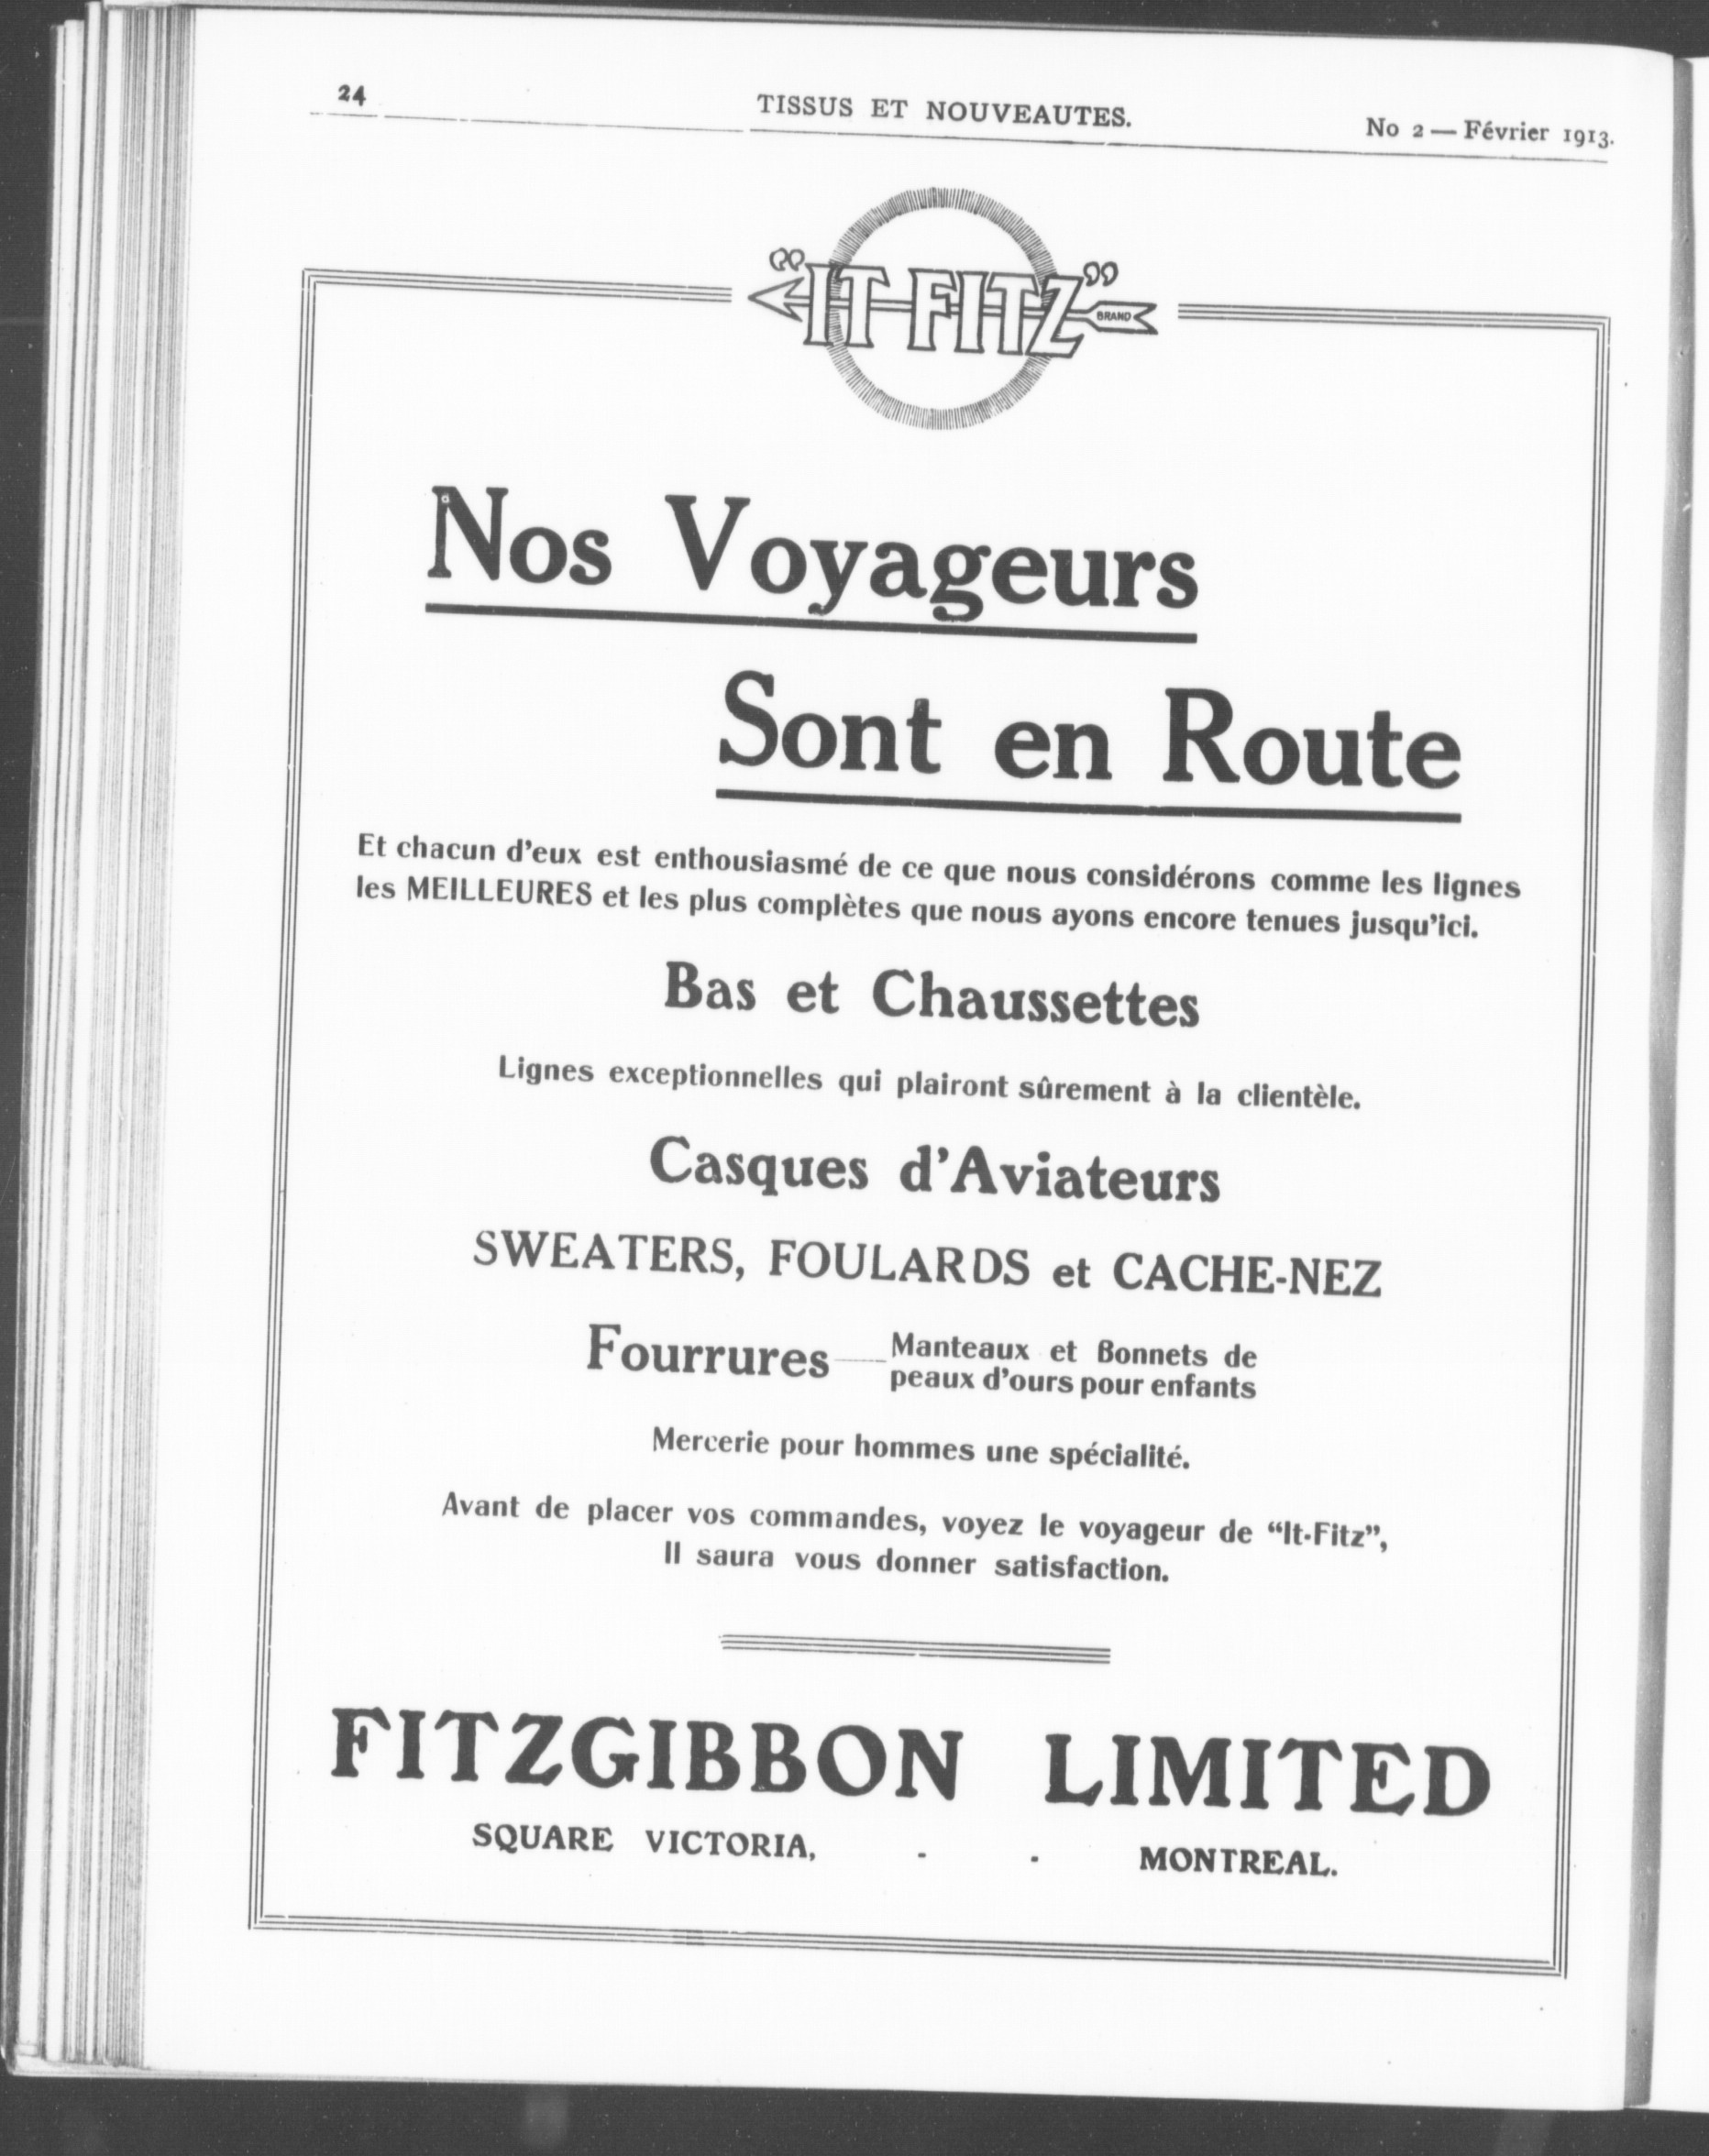 24
TISSUS ET NOUVEAUTES.
No 2 — Février 1913.
“IT FITZ”
BRAND
Nos Voyageurs
Sont en Route
Et chacun d'eux est enthousiasmé de ce que nous considérons comme les lignes
les MEILLEURES et les plus complètes que nous ayons encore tenues jusqu'ici.
Bas et Chaussettes
Lignes exceptionnelles qui plairont sûrement à la clientèle.
Casques d'Aviateurs
SWEATERS, FOULARDS et CACHE-NEZ
Fourrures — Manteaux et Bonnets de
peaux d'ours pour enfants
Mercerie pour hommes une spécialité.
Avant de placer vos commandes, voyez le voyageur de “It-Fitz”,
Il saura vous donner satisfaction.
FITZGIBBON LIMITED
SQUARE VICTORIA, - - MONTREAL.